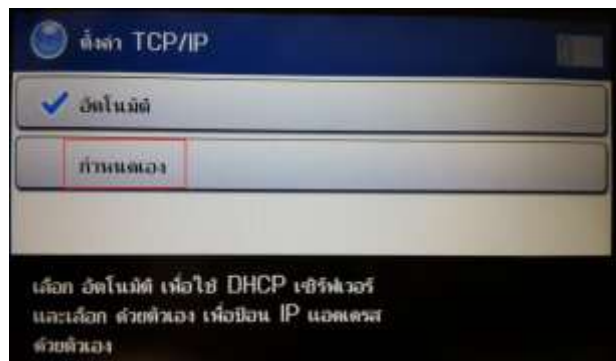 ตั้งค่า TCP/IP
อัตโนมัติ
กำหนดเอง
เลือก อัตโนมัติ เพื่อใช้ DHCP เซิร์ฟเวอร์
และเลือก ด้วยตัวเอง เพื่อป้อน IP แอดเดรส
ด้วยตัวเอง